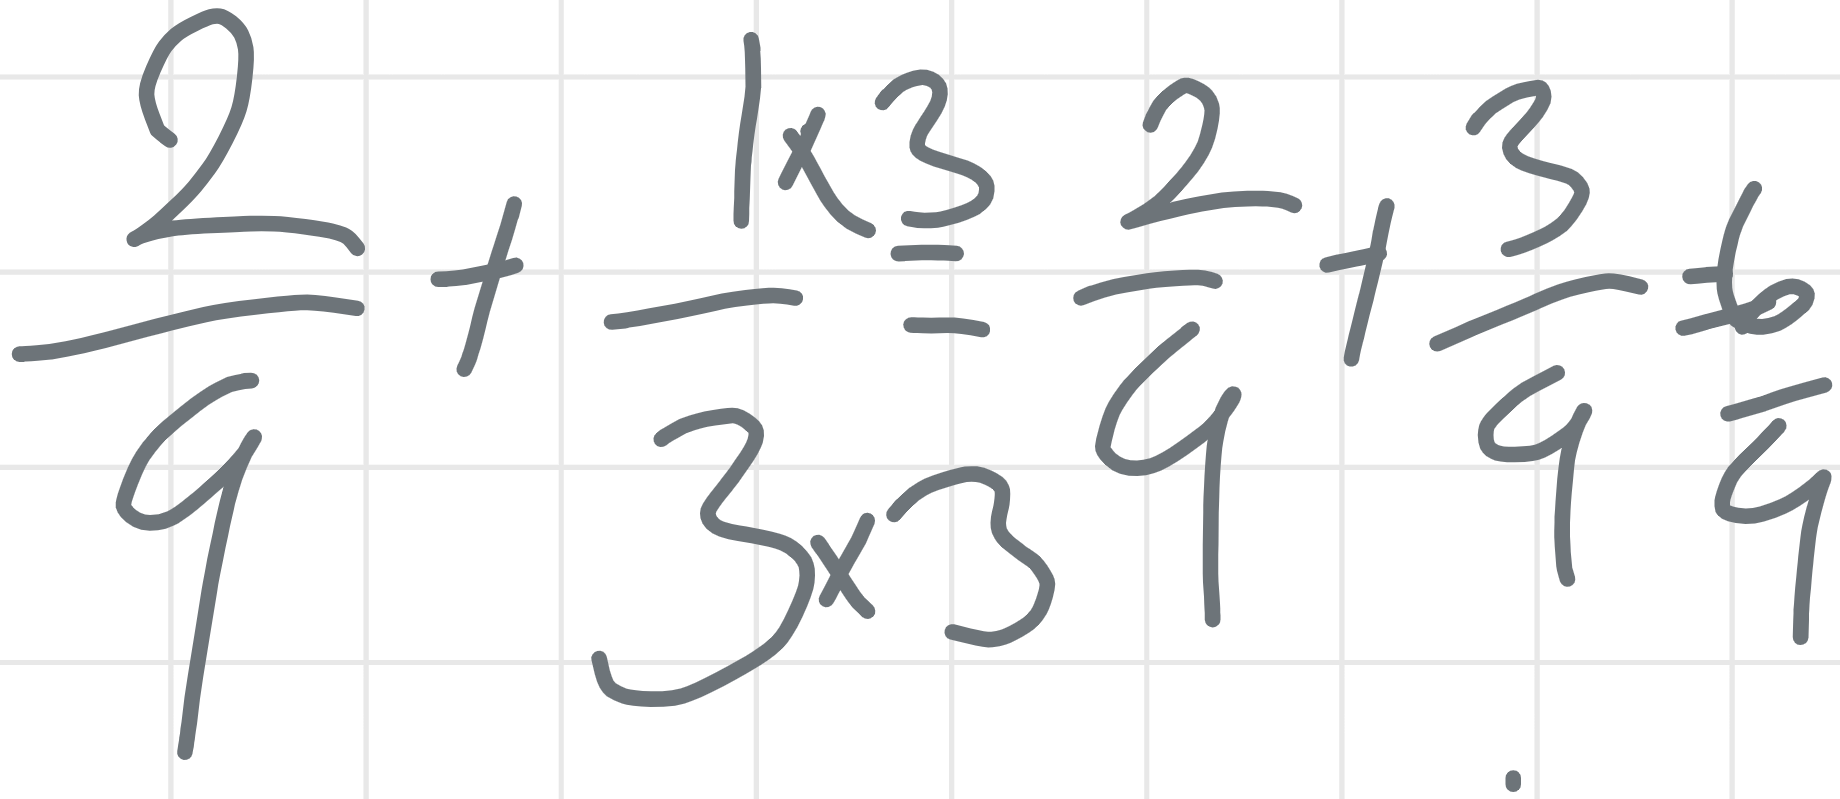 2/9 + 1×3/3×3 = 2/9 + 3/9 = 6/9